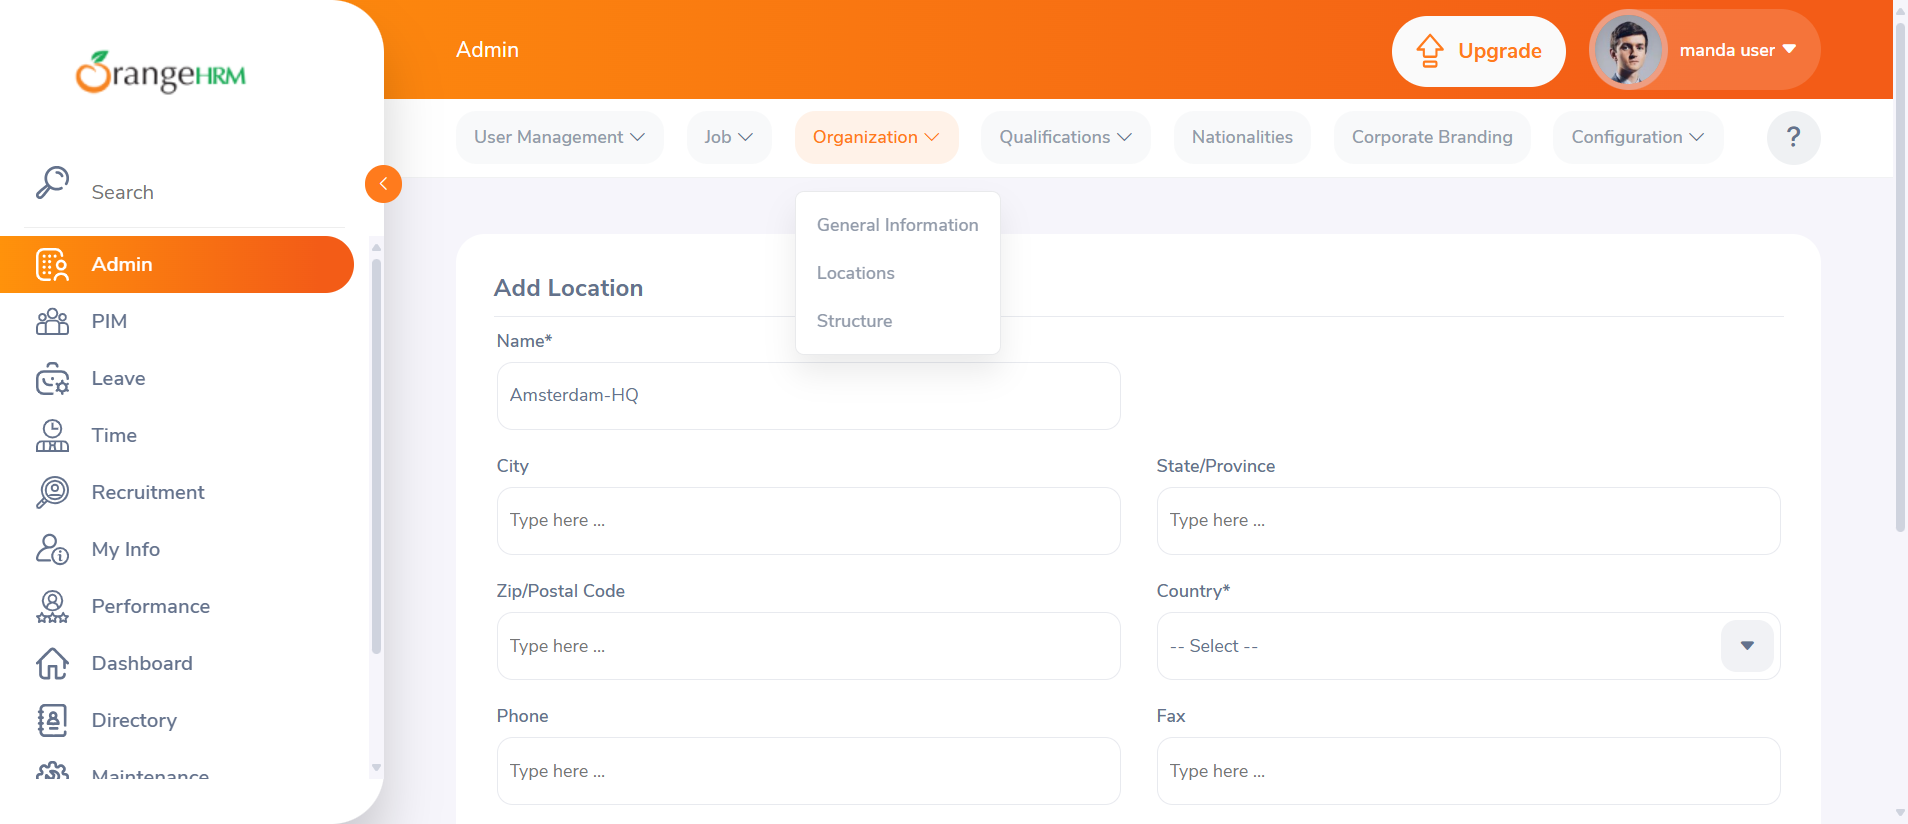 OrangeHRM
Search
Admin
PIM
Leave
Time
Recruitment
My Info
Performance
Dashboard
Directory
Maintenance
Admin
Upgrade
manda user
User Management
Job
Organization
Qualifications
Nationalities
Corporate Branding
Configuration
?
General Information
Locations
Structure
Add Location
Name*
Amsterdam-HQ
City
State/Province
Type here ...
Type here ...
Zip/Postal Code
Country*
Type here ...
-- Select --
Phone
Fax
Type here ...
Type here ...